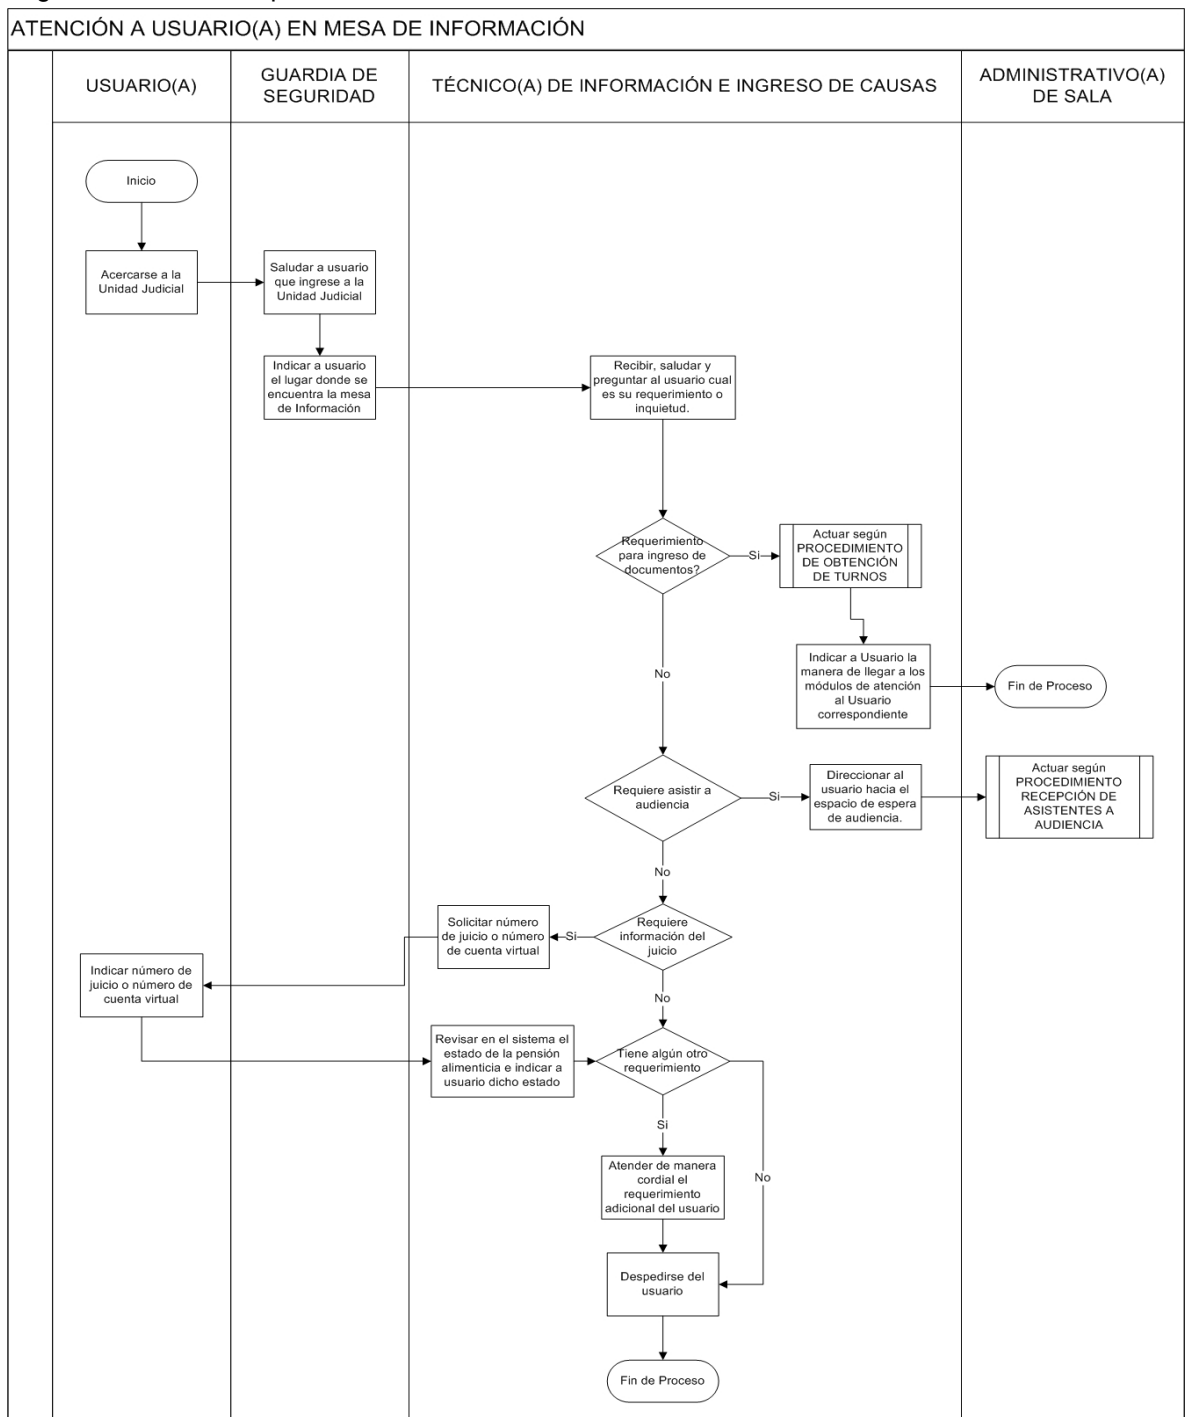 ATENCIÓN A USUARIO(A) EN MESA DE INFORMACIÓN
USUARIO(A)
GUARDIA DE
SEGURIDAD
TÉCNICO(A) DE INFORMACIÓN E INGRESO DE CAUSAS
ADMINISTRATIVO(A)
DE SALA
Inicio
Acercarse a la
Unidad Judicial
Saludar a usuario
que ingrese a la
Unidad Judicial
Indicar a usuario
el lugar donde se
encuentra la mesa
de Información
Recibir, saludar y
preguntar al usuario cual
es su requerimiento o
inquietud.
Requerimiento
para ingreso de
documentos?
Si
Actuar según
PROCEDIMIENTO
DE OBTENCIÓN
DE TURNOS
No
Indicar a Usuario la
manera de llegar a los
módulos de atención
al Usuario
correspondiente
Fin de Proceso
Requiere asistir a
audiencia
Si
Direccionar al
usuario hacia el
espacio de espera
de audiencia.
Actuar según
PROCEDIMIENTO
RECEPCIÓN DE
ASISTENTES A
AUDIENCIA
No
Requiere
información del
juicio
Si
Solicitar número
de juicio o número
de cuenta virtual
Indicar número de
juicio o número de
cuenta virtual
No
Revisar en el sistema el
estado de la pensión
alimenticia e indicar a
usuario dicho estado
Tiene algún otro
requerimiento
Si
No
Atender de manera
cordial el
requerimiento
adicional del usuario
Despedirse del
usuario
Fin de Proceso